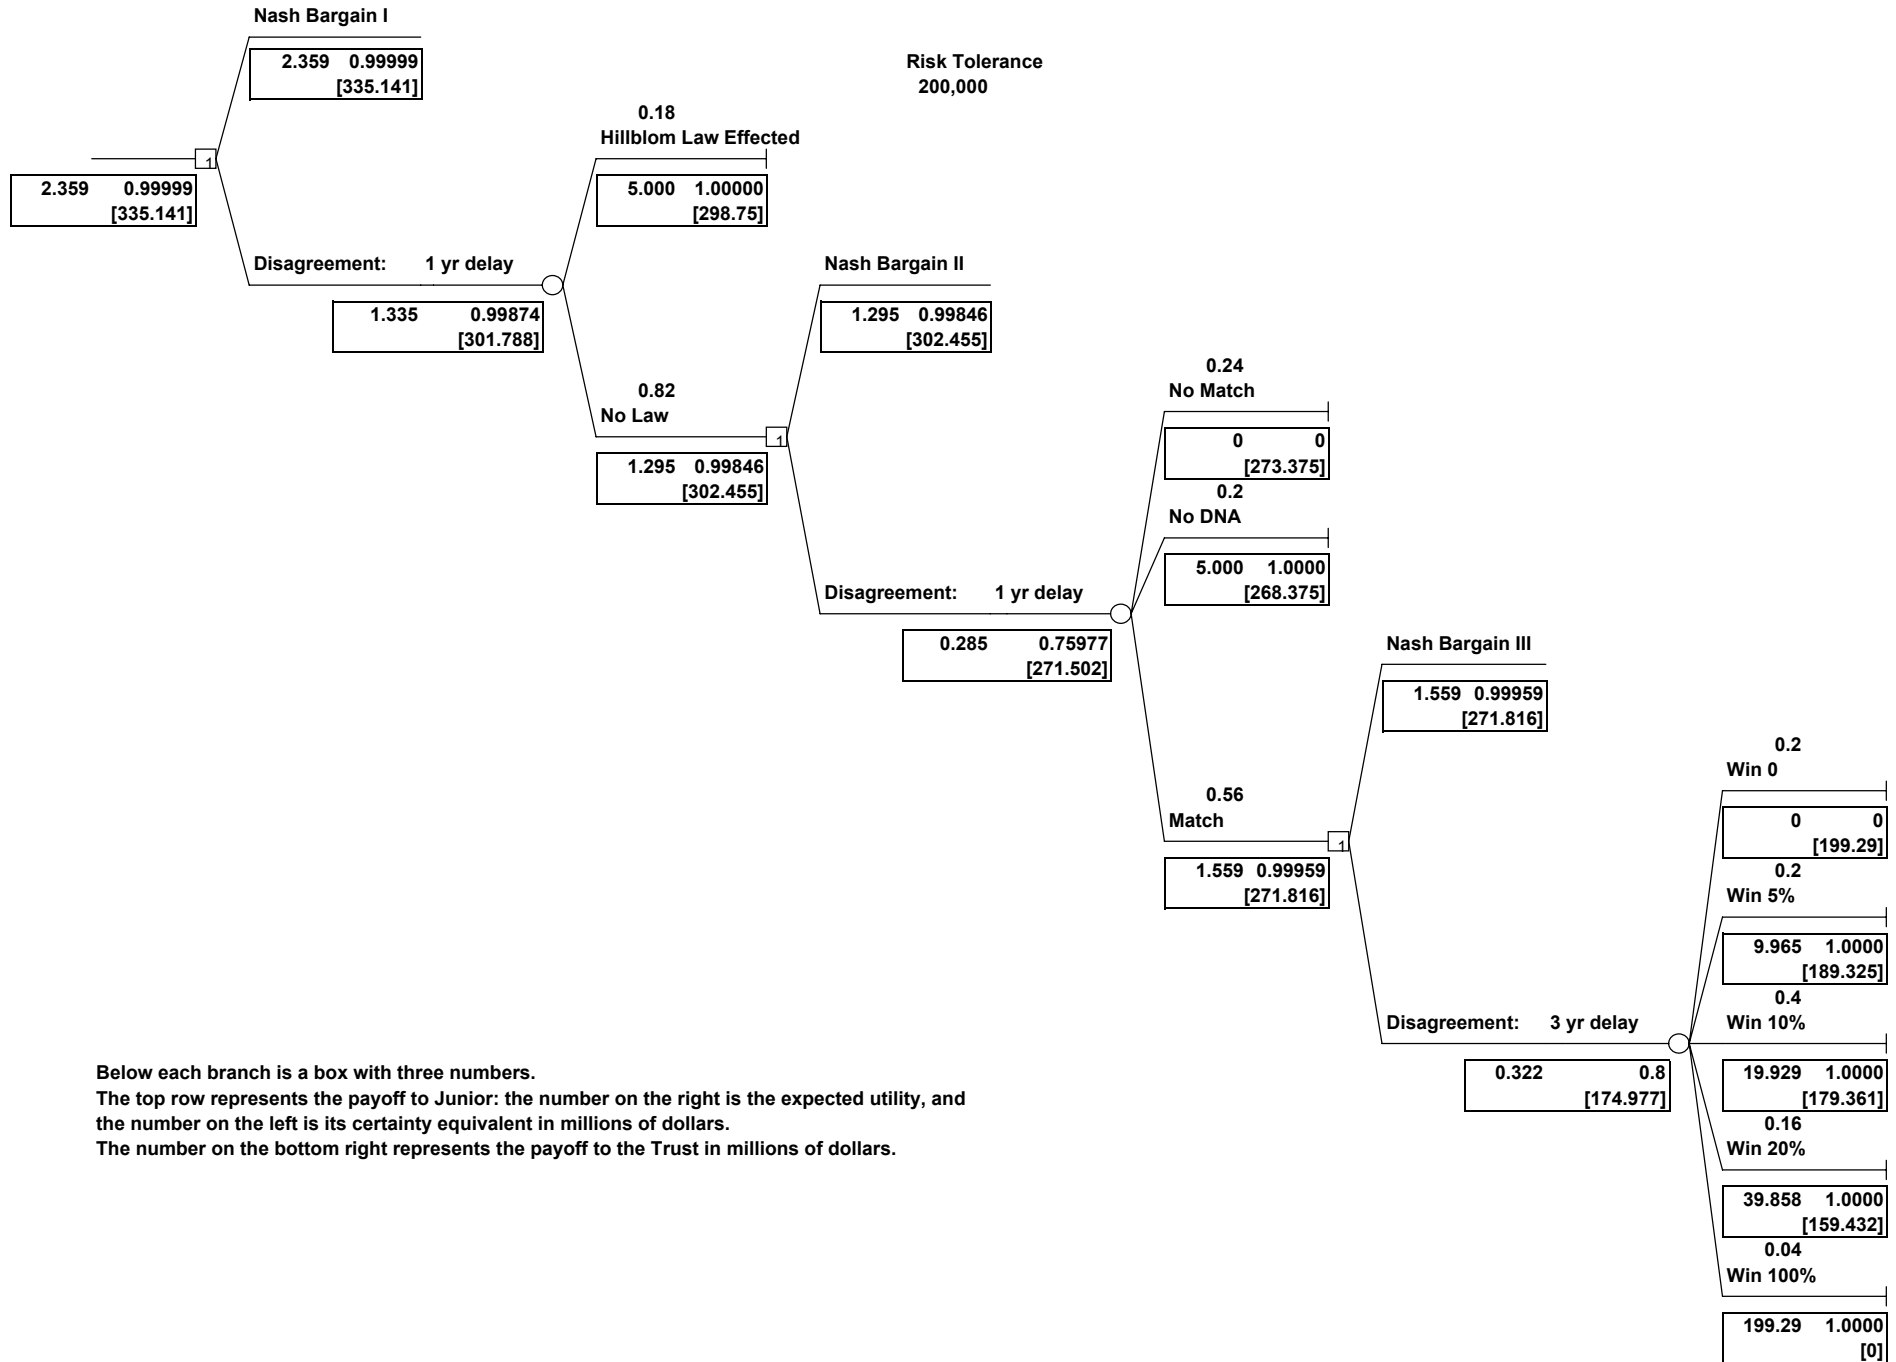 Nash Bargain I
2.359 0.99999
[335.141]
Risk Tolerance
200,000
0.18
Hillblom Law Effected
1
2.359 0.99999
[335.141]
5.000 1.00000
[298.75]
Disagreement: 1 yr delay
1.335 0.99874
[301.788]
Nash Bargain II
1.295 0.99846
[302.455]
0.82
No Law
1
1.295 0.99846
[302.455]
0.24
No Match
0 0
[273.375]
0.2
No DNA
5.000 1.0000
[268.375]
Disagreement: 1 yr delay
0.285 0.75977
[271.502]
Nash Bargain III
1.559 0.99959
[271.816]
0.56
Match
1
1.559 0.99959
[271.816]
0.2
Win 0
0 0
[199.29]
0.2
Win 5%
9.965 1.0000
[189.325]
0.4
Win 10%
Disagreement: 3 yr delay
0.322 0.8
[174.977]
19.929 1.0000
[179.361]
0.16
Win 20%
39.858 1.0000
[159.432]
0.04
Win 100%
199.29 1.0000
[0]
Below each branch is a box with three numbers.
The top row represents the payoff to Junior: the number on the right is the expected utility, and
the number on the left is its certainty equivalent in millions of dollars.
The number on the bottom right represents the payoff to the Trust in millions of dollars.